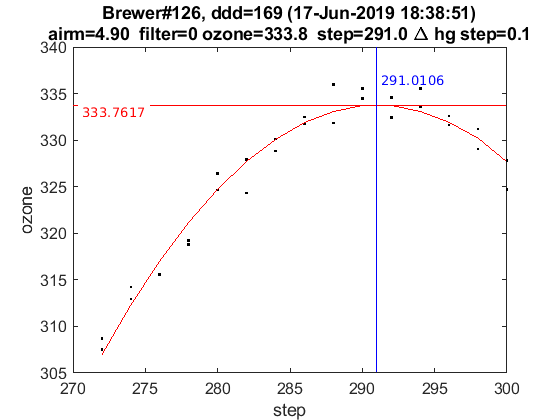 Brewer#126, ddd=169 (17-Jun-2019 18:38:51)
airm=4.90 filter=0 ozone=333.8 step=291.0 Δ hg step=0.1
340
335
330
325
320
315
310
305
ozone
291.0106
333.7617
270 275 280 285 290 295 300
step